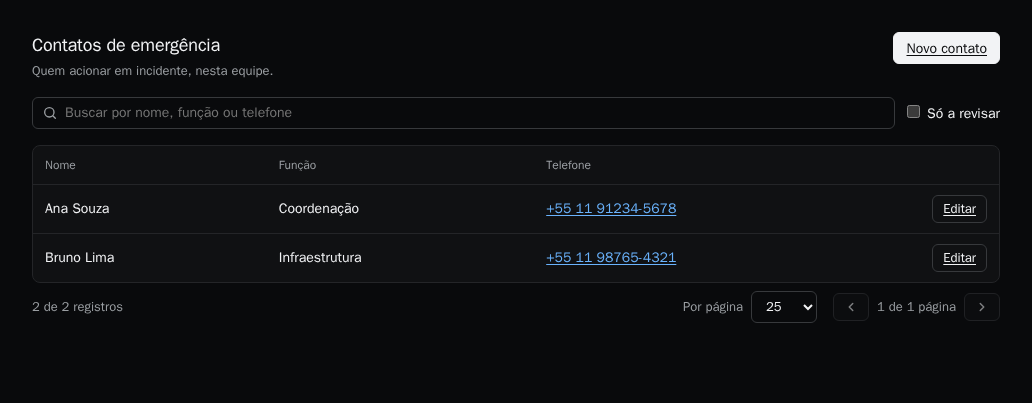 Contatos de emergência
Novo contato
Quem acionar em incidente, nesta equipe.
Buscar por nome, função ou telefone
Só a revisar
Nome Função Telefone
Ana Souza Coordenação +55 11 91234-5678 Editar
Bruno Lima Infraestrutura +55 11 98765-4321 Editar
2 de 2 registros Por página 25 1 de 1 página